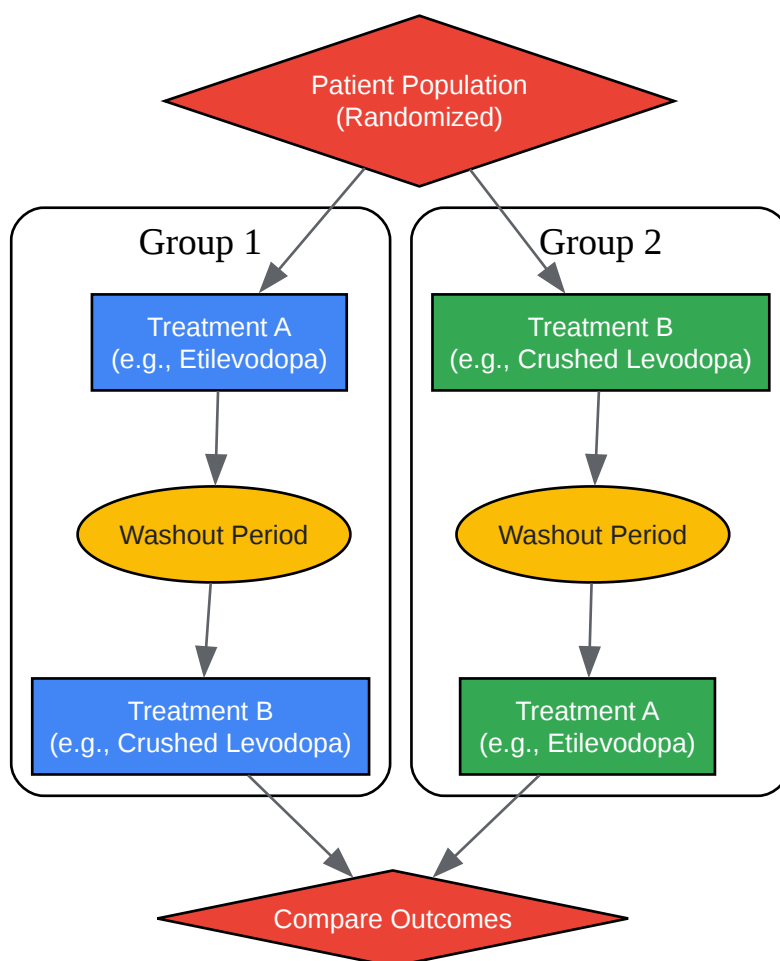 Patient Population
(Randomized)
Group 1
Treatment A
(e.g., Etilevodopa)
Washout Period
Treatment B
(e.g., Crushed Levodopa)
Group 2
Treatment B
(e.g., Crushed Levodopa)
Washout Period
Treatment A
(e.g., Etilevodopa)
Compare Outcomes